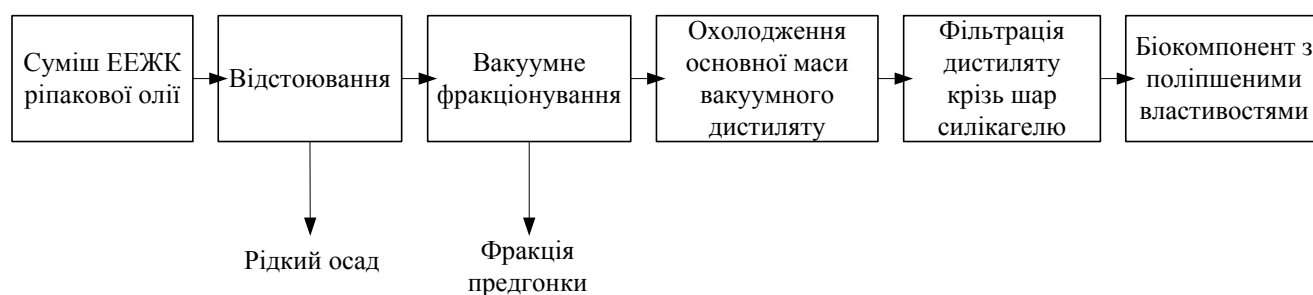 Суміш ЕЕЖК
ріпакової олії
Відстоювання
Вакуумне
фракціонування
Охолодження
основної маси
вакуумного
дистиляту
Фільтрація
дистиляту
крізь шар
силікагелю
Біокомпонент з
поліпшеними
властивостями
Рідкий осад
Фракція
предгонки